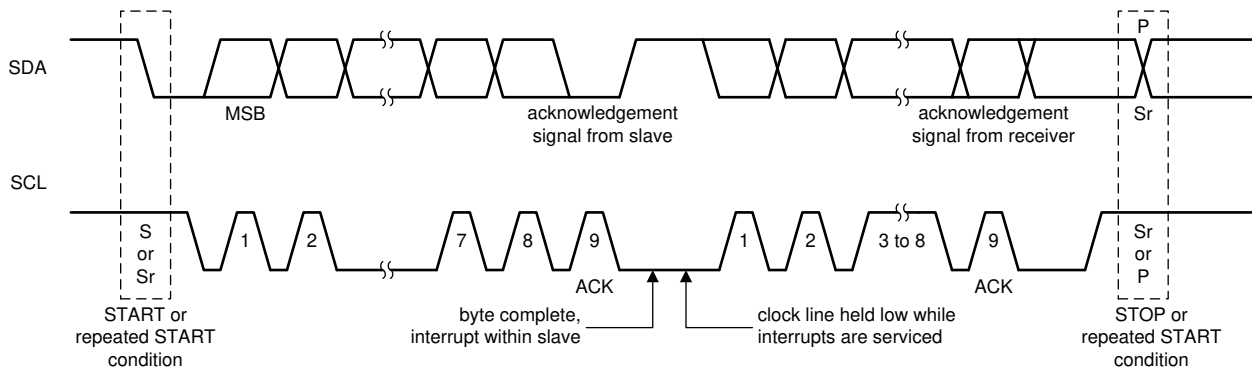 P
SDA
MSB
acknowledgement
signal from slave
acknowledgement
signal from receiver
Sr
SCL
S
or
Sr
1
2
7
8
9
1
2
3 to 8
9
Sr
or
P
ACK
ACK
START or
repeated START
condition
byte complete,
interrupt within slave
clock line held low while
interrupts are serviced
STOP or
repeated START
condition